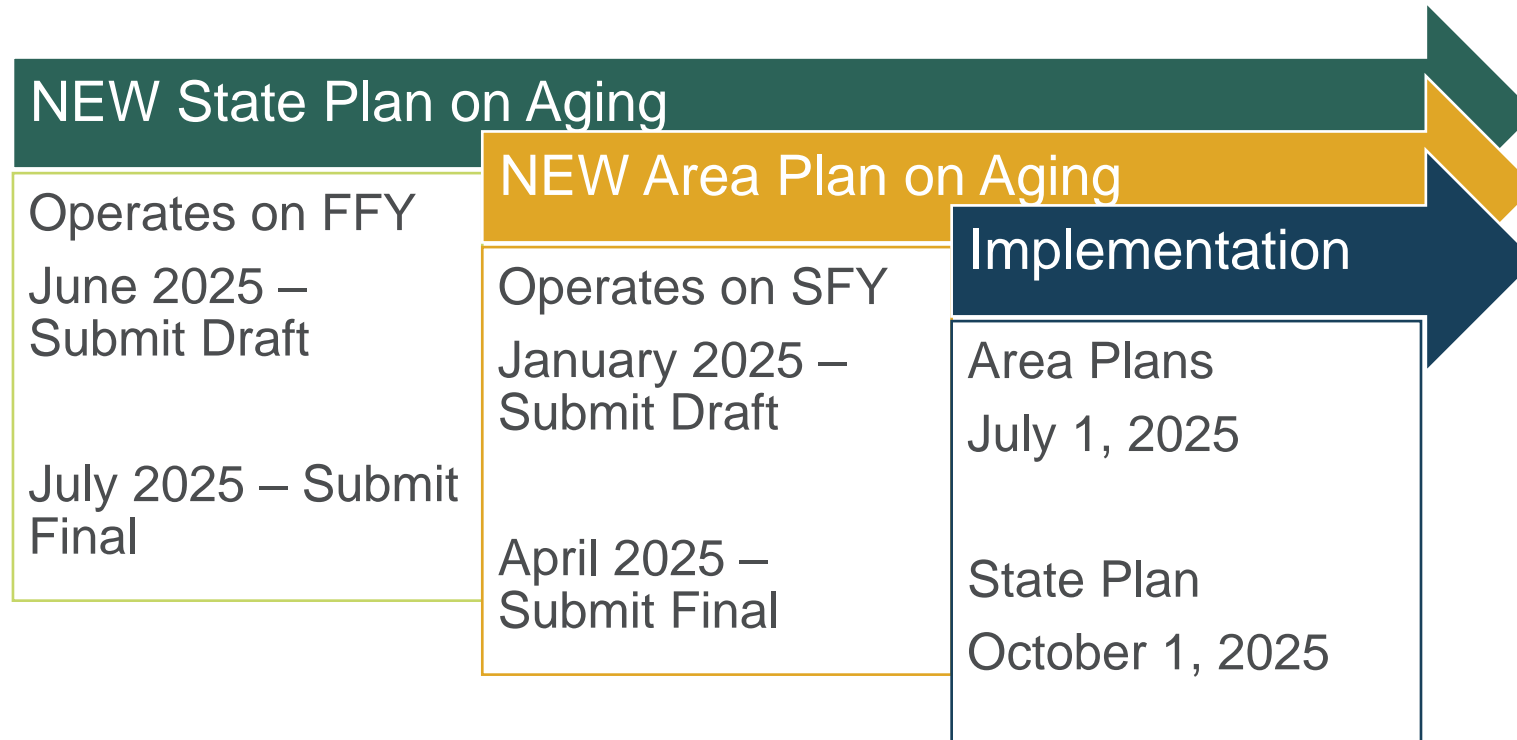 NEW State Plan on Aging
Operates on FFY
June 2025 –
Submit Draft
July 2025 – Submit
Final
NEW Area Plan on Aging
Operates on SFY
January 2025 –
Submit Draft
April 2025 –
Submit Final
Implementation
Area Plans
July 1, 2025
State Plan
October 1, 2025